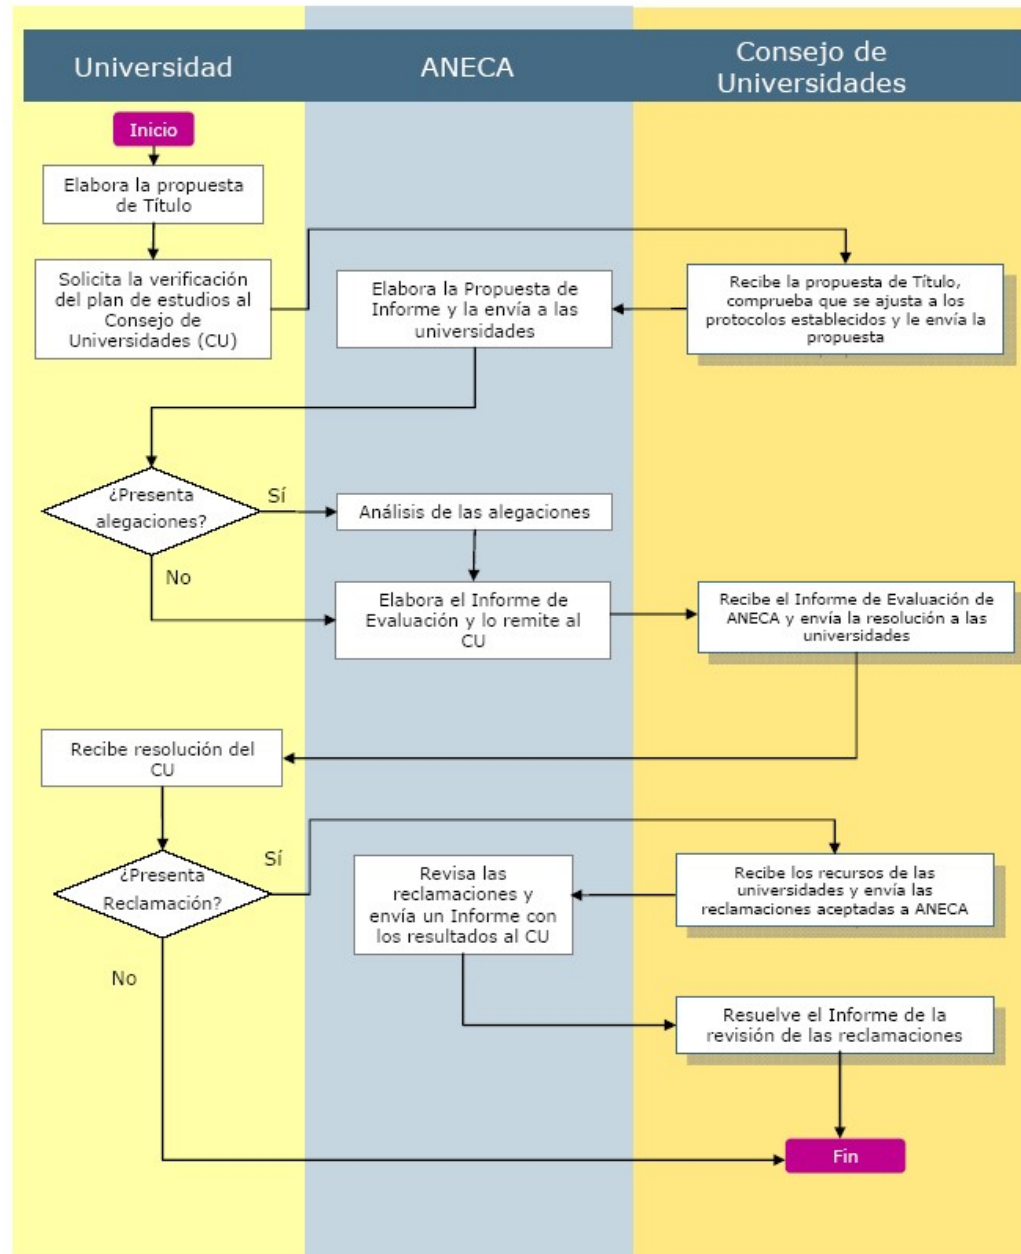 Universidad
ANECA
Consejo de
Universidades
Inicio
Elabora la propuesta
de Título
Solicita la verificación
del plan de estudios al
Consejo de
Universidades (CU)
Elabora la Propuesta de
Informe y la envía a las
universidades
Recibe la propuesta de Título,
comprueba que se ajusta a los
protocolos establecidos y le envía la
propuesta
¿Presenta
alegaciones?
Sí
No
Análisis de las alegaciones
Elabora el Informe de
Evaluación y lo remite al
CU
Recibe el Informe de Evaluación de
ANECA y envía la resolución a las
universidades
Recibe resolución del
CU
¿Presenta
Reclamación?
Sí
No
Revisa las
reclamaciones y
envía un Informe con
los resultados al CU
Recibe los recursos de las
universidades y envía las
reclamaciones aceptadas a ANECA
Resuelve el Informe de la
revisión de las reclamaciones
Fin